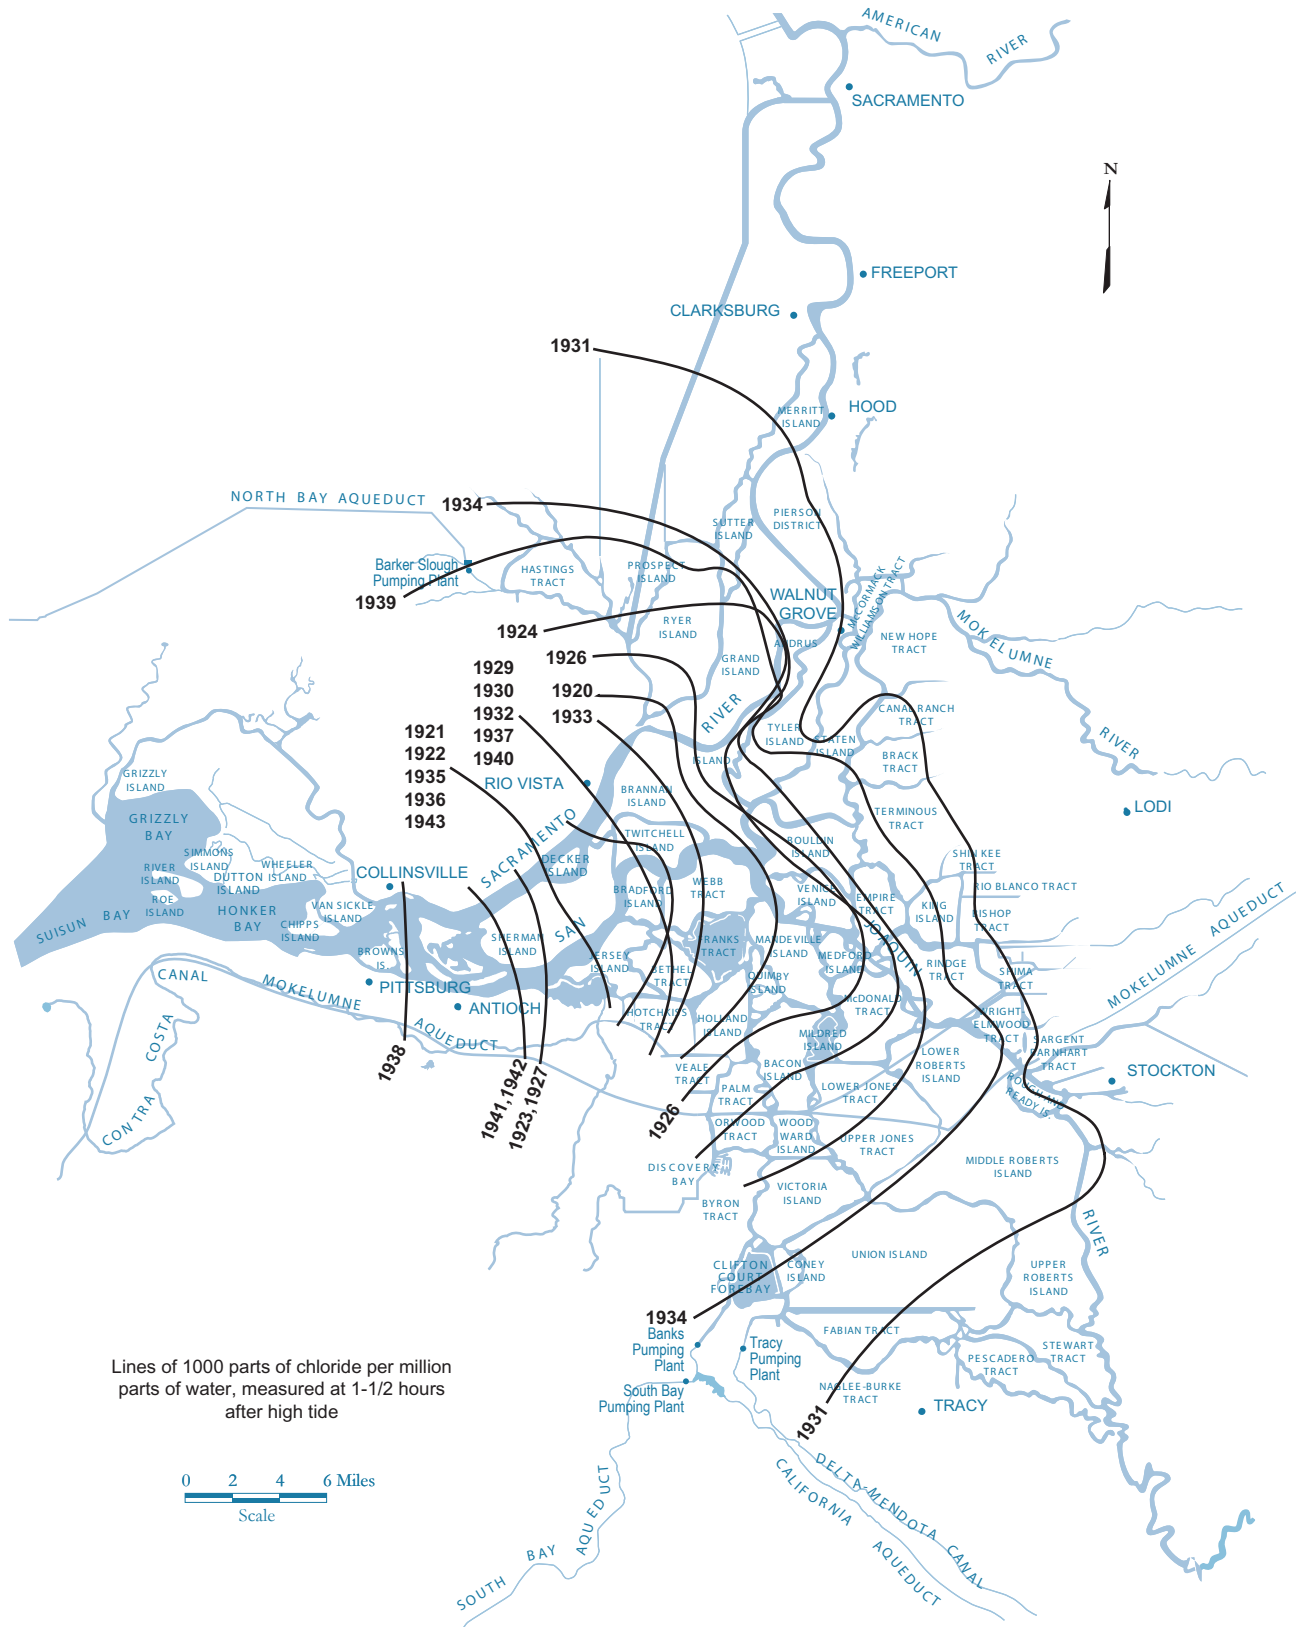 AMERICAN
RIVER
SACRAMENTO
N
FREEPORT
CLARKSBURG
1931
HOOD
MERRITT
ISLAND
NORTH BAY AQUEDUCT
1934
PIERSON
DISTRICT
SUTTER
ISLAND
Barker Slough
Pumping Plant
HASTINGS
TRACT
PROSPECT
ISLAND
1939
WALNUT
GROVE
McCORMACK
WILLIAMSON TRACT
MOKELUMNE
RIVER
1924
RYER
ISLAND
ANDRUS
ISLAND
NEW HOPE
TRACT
1926
GRAND
ISLAND
1929
1930
1932
1937
1940
1920
1933
RIVER
CANAL RANCH
TRACT
TYLER
ISLAND
STATEN
ISLAND
1921
1922
1935
1936
1943
BRACK
TRACT
GRIZZLY
ISLAND
RIO VISTA
BRANNAN
ISLAND
LODI
GRIZZLY
BAY
TERMINOUS
TRACT
SACRAMENTO
TWITCHELL
ISLAND
BOULDIN
ISLAND
SIMMONS
ISLAND
WHEELER
ISLAND
DECKER
ISLAND
SHIN KEE
TRACT
RIVER
ISLAND
DUTTON
ISLAND
COLLINSVILLE
BRADFORD
ISLAND
WEBB
TRACT
VENICE
ISLAND
EMPIRE
TRACT
RIO BLANCO TRACT
ROE
ISLAND
HONKER
BAY
VAN SICKLE
ISLAND
KING
ISLAND
BISHOP
TRACT
SUISUN BAY
CHIPPS
ISLAND
SAN
JOAQUIN
RIVER
BROWNS
IS.
SHERMAN
ISLAND
FRANKS
TRACT
MANDEVILLE
ISLAND
MEDFORD
ISLAND
JERSEY
ISLAND
BETHEL
TRACT
QUIMBY
ISLAND
RINDGE
TRACT
SHIMA
TRACT
MOKELUMNE AQUEDUCT
CONTRA COSTA
CANAL
MOKELUMNE
AQUEDUCT
PITTSBURG
ANTIOCH
HOTCHKISS
TRACT
HOLLAND
ISLAND
McDONALD
TRACT
WRIGHT-
ELMWOOD
TRACT
MILDRED
ISLAND
SARGENT
BARNHART
TRACT
1938
1941, 1942
1923, 1927
VEALE
TRACT
BACON
ISLAND
LOWER
ROBERTS
ISLAND
STOCKTON
PALM
TRACT
LOWER JONES
TRACT
ROUGH AND
READY IS.
1926
ORWOOD
TRACT
WOOD
WARD
ISLAND
UPPER JONES
TRACT
DISCOVERY
BAY
MIDDLE ROBERTS
ISLAND
BYRON
TRACT
VICTORIA
ISLAND
CLIFTON
COURT
FOREBAY
CONEY
ISLAND
UNION ISLAND
UPPER
ROBERTS
ISLAND
1934
Banks
Pumping
Plant
Tracy
Pumping
Plant
FABIAN TRACT
STEWART
TRACT
PESCADERO
TRACT
South Bay
Pumping Plant
NAGLEE-BURKE
TRACT
TRACY
1931
Lines of 1000 parts of chloride per million
parts of water, measured at 1-1/2 hours
after high tide
0 2 4 6 Miles
Scale
SOUTH BAY AQUEDUCT
DELTA-MENDOTA CANAL
CALIFORNIA AQUEDUCT